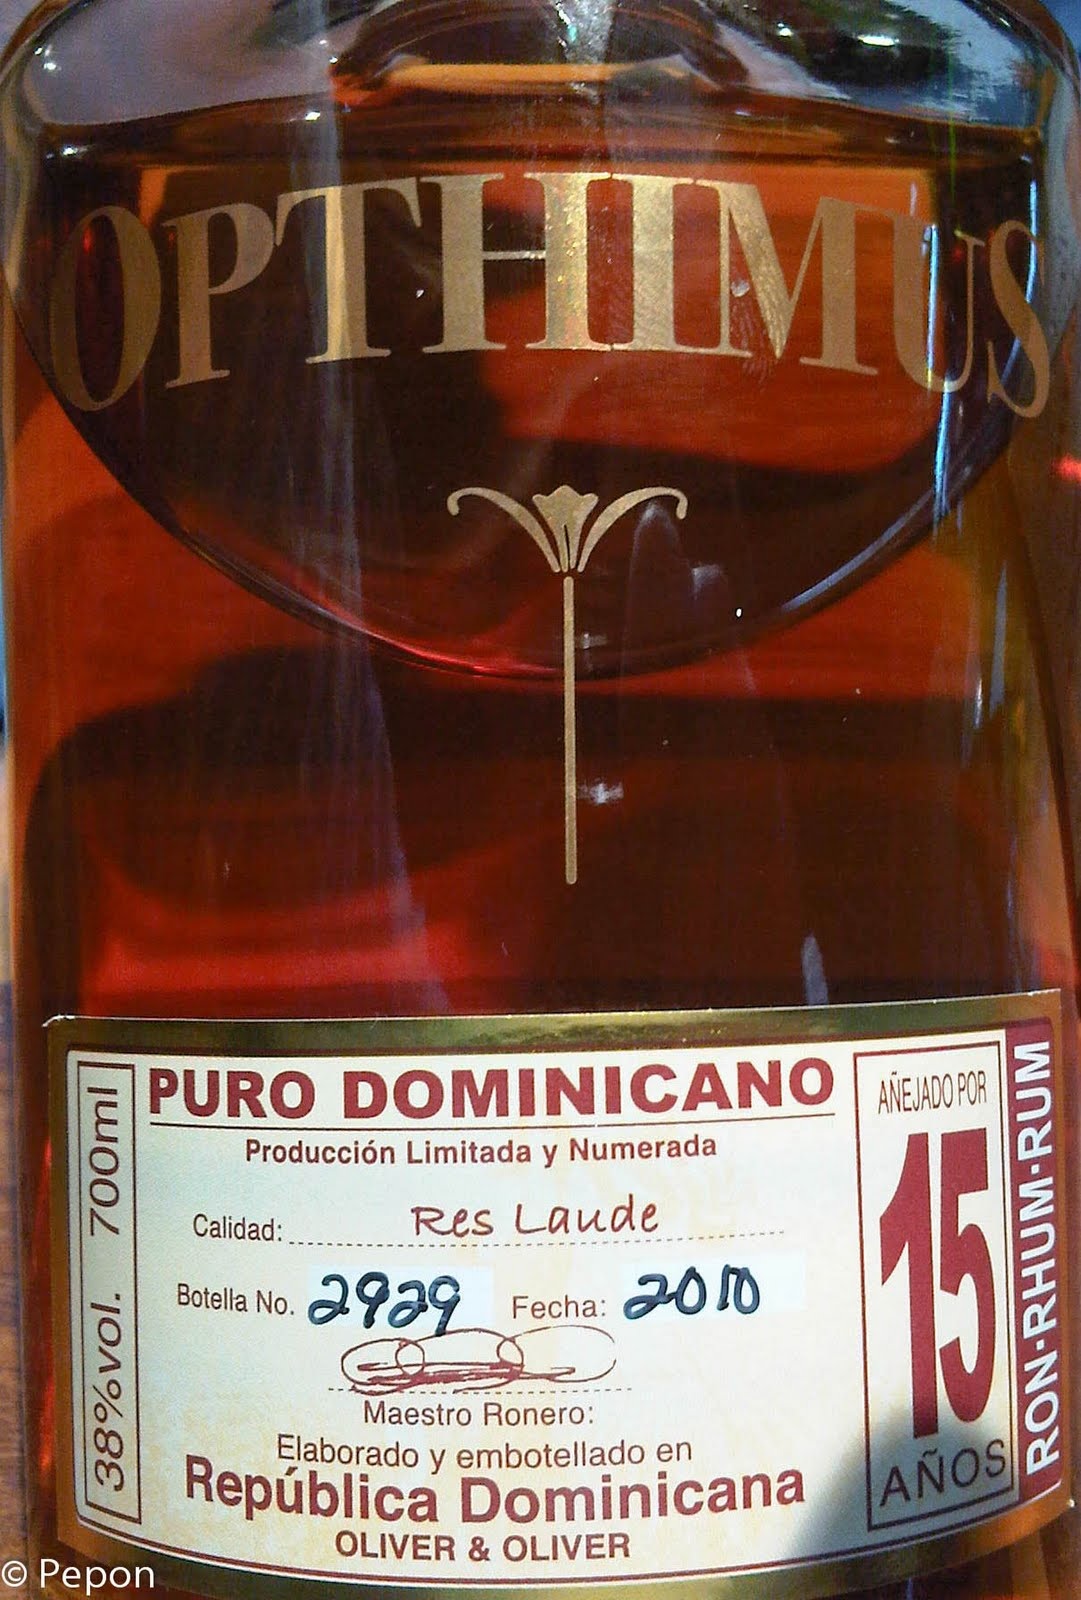 OPTHIMUS
38%vol. 700ml
PURO DOMINICANO
Producción Limitada y Numerada
Calidad: Res Laude
Botella No. 2929 Fecha: 2010
Maestro Ronero:
Elaborado y embotellado en
República Dominicana
OLIVER & OLIVER
AÑEJADO POR
15
AÑOS
RON·RHUM·RUM
© Pepon